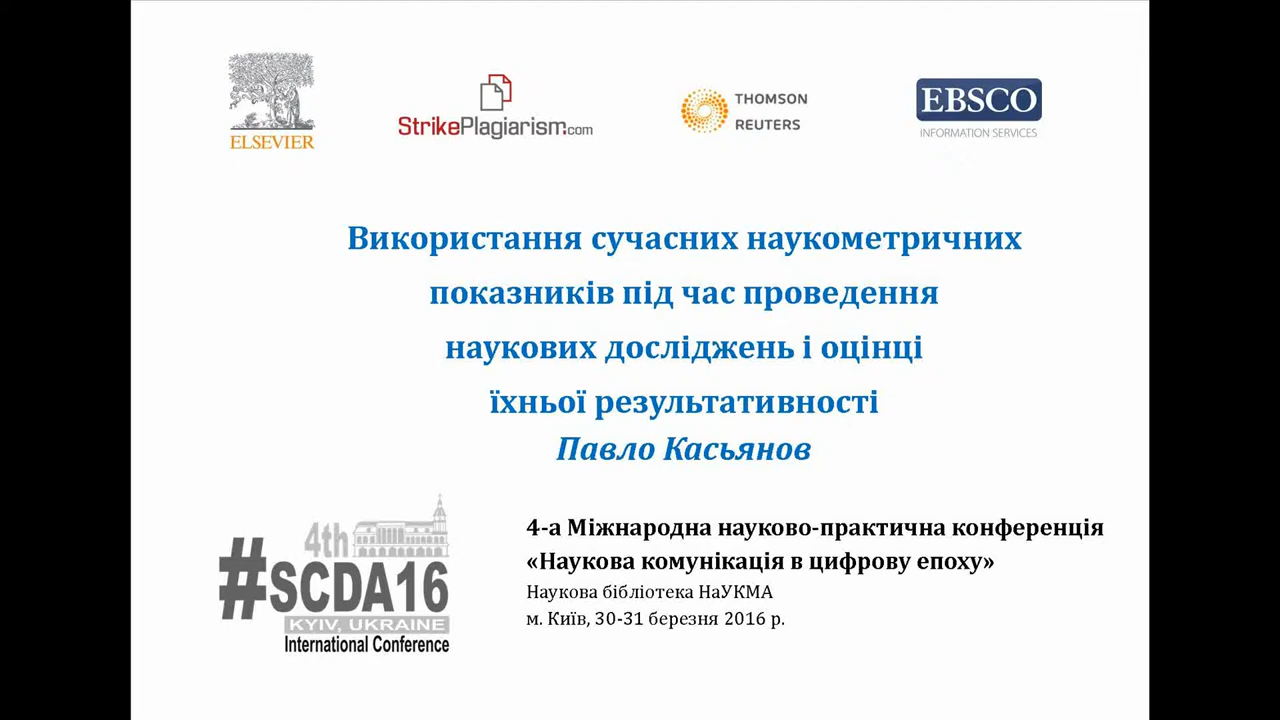 ELSEVIER
StrikePlagiarism.com
THOMSON
REUTERS
EBSCO
INFORMATION SERVICES
Використання сучасних наукометричних
показників під час проведення
наукових досліджень і оцінці
їхньої результативності
Павло Касьянов
4th
#SCDA16
KYIV, UKRAINE
International Conference
4-а Міжнародна науково-практична конференція
«Наукова комунікація в цифрову епоху»
Наукова бібліотека НаУКМА
м. Київ, 30-31 березня 2016 р.